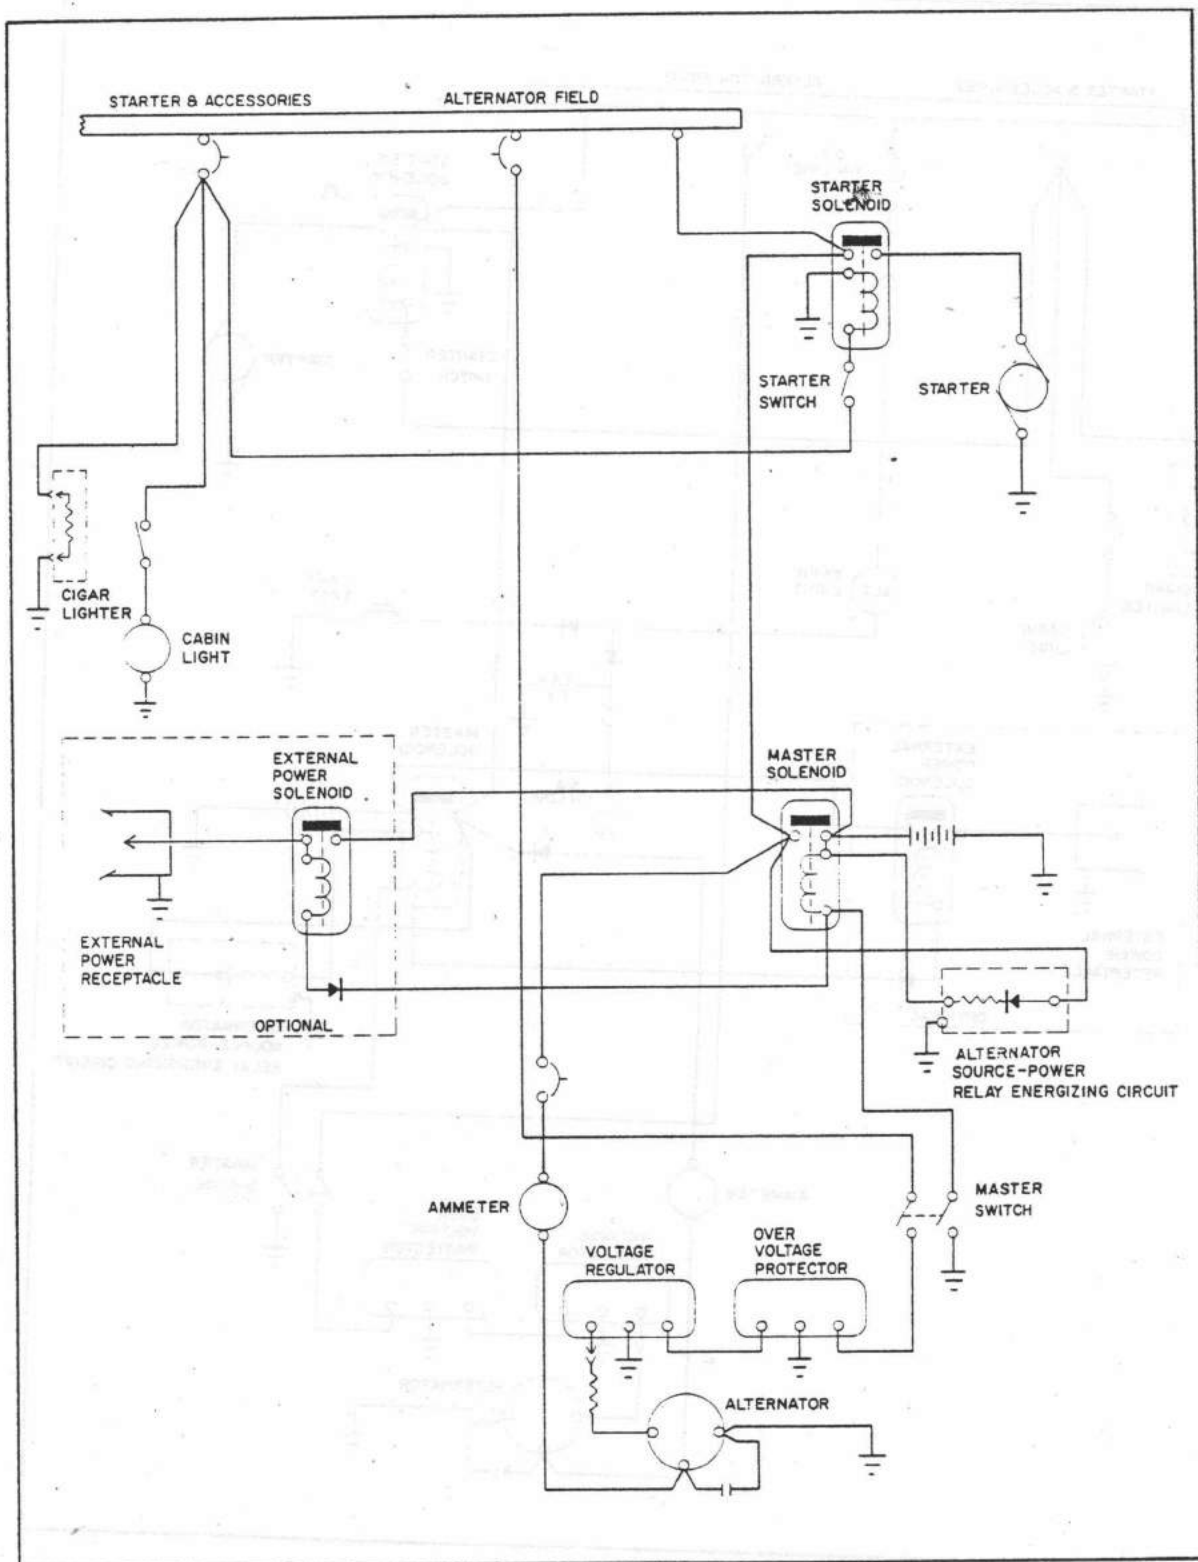 STARTER & ACCESSORIES
ALTERNATOR FIELD
STARTER
SOLENOID
STARTER
SWITCH
STARTER
CIGAR
LIGHTER
CABIN
LIGHT
EXTERNAL
POWER
SOLENOID
MASTER
SOLENOID
EXTERNAL
POWER
RECEPTACLE
OPTIONAL
ALTERNATOR
SOURCE-POWER
RELAY ENERGIZING CIRCUIT
AMMETER
MASTER
SWITCH
VOLTAGE
REGULATOR
OVER
VOLTAGE
PROTECTOR
ALTERNATOR